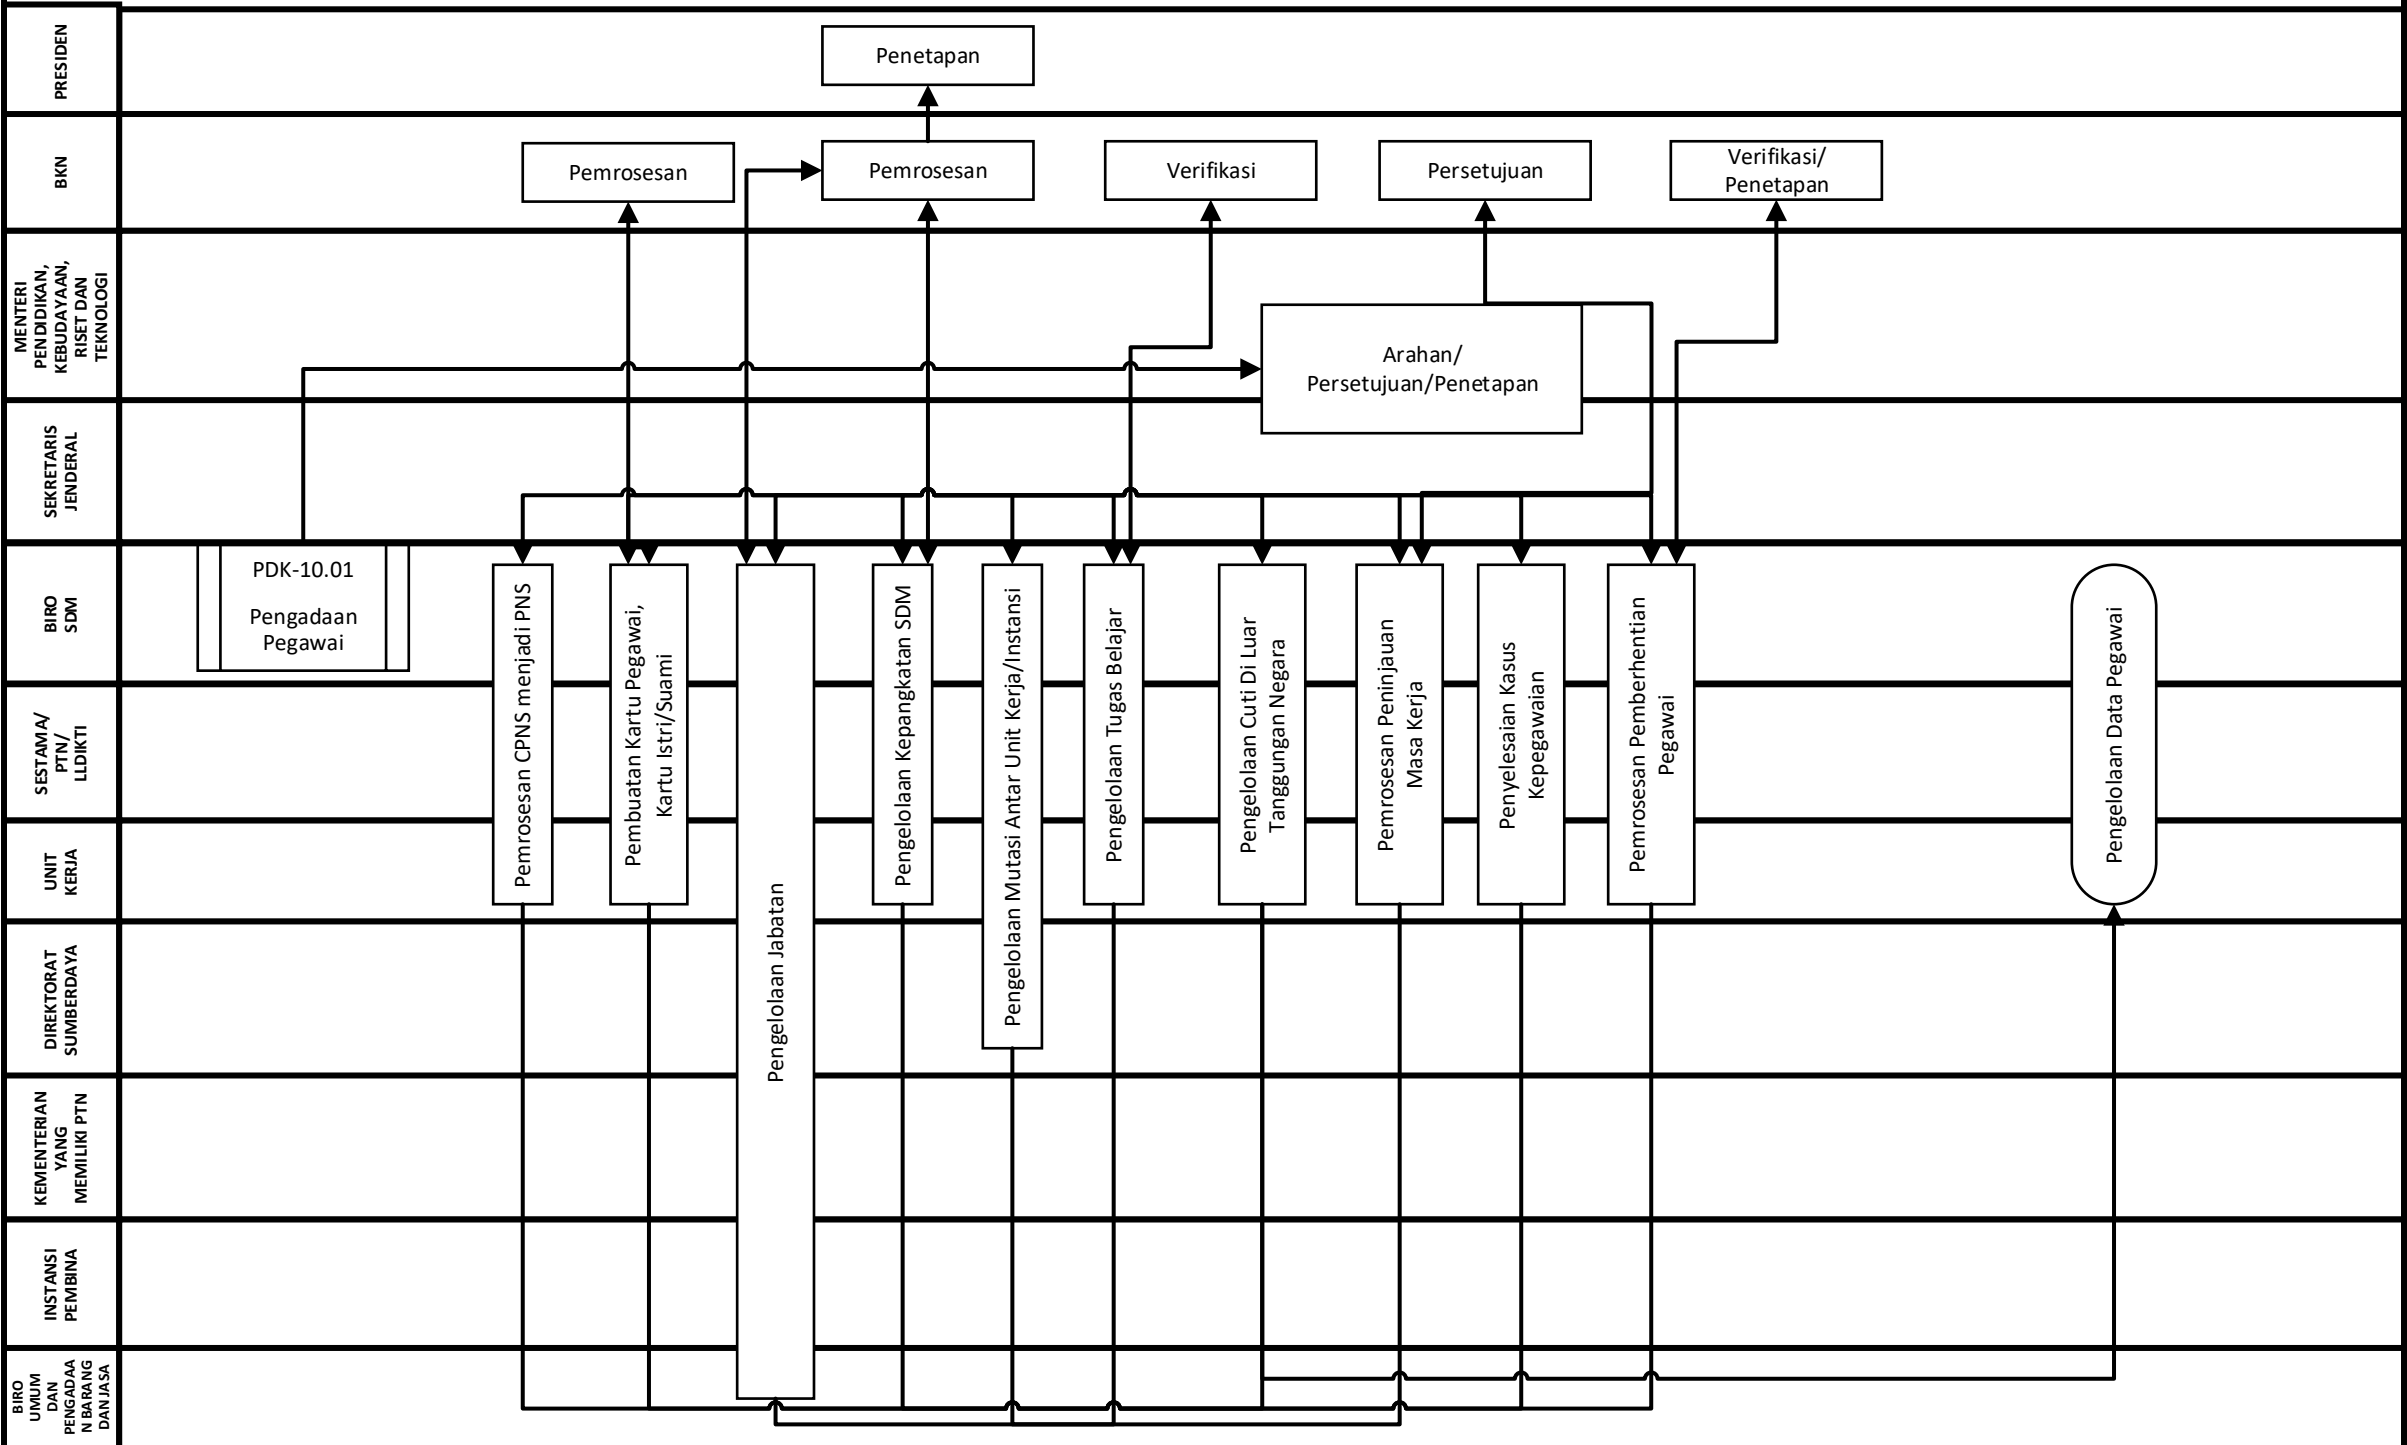 PRESIDEN
Penetapan
BKN
Pemrosesan
Pemrosesan
Verifikasi
Persetujuan
Verifikasi/
Penetapan
MENTERI
PENDIDIKAN,
KEBUDAYAAN,
RISET DAN
TEKNOLOGI
Arahan/
Persetujuan/Penetapan
SEKRETARIS
JENDERAL
BIRO
SDM
PDK-10.01
Pengadaan
Pegawai
Pemrosesan CPNS menjadi PNS
Pembuatan Kartu Pegawai,
Kartu Istri/Suami
Pengelolaan Jabatan
Pengelolaan Kepangkatan SDM
Pengelolaan Mutasi Antar Unit Kerja/Instansi
Pengelolaan Tugas Belajar
Pengelolaan Cuti Di Luar
Tanggungan Negara
Pemrosesan Peninjauan
Masa Kerja
Penyelesaian Kasus
Kepegawaian
Pemrosesan Pemberhentian
Pegawai
Pengelolaan Data Pegawai
SESTAMA/
PTN/
LLDIKTI
UNIT
KERJA
DIREKTORAT
SUMBERDAYA
KEMENTERIAN
YANG
MEMILIKI PTN
INSTANSI
PEMBINA
BIRO
UMUM
DAN
PENGADAA
N BARANG
DAN JASA